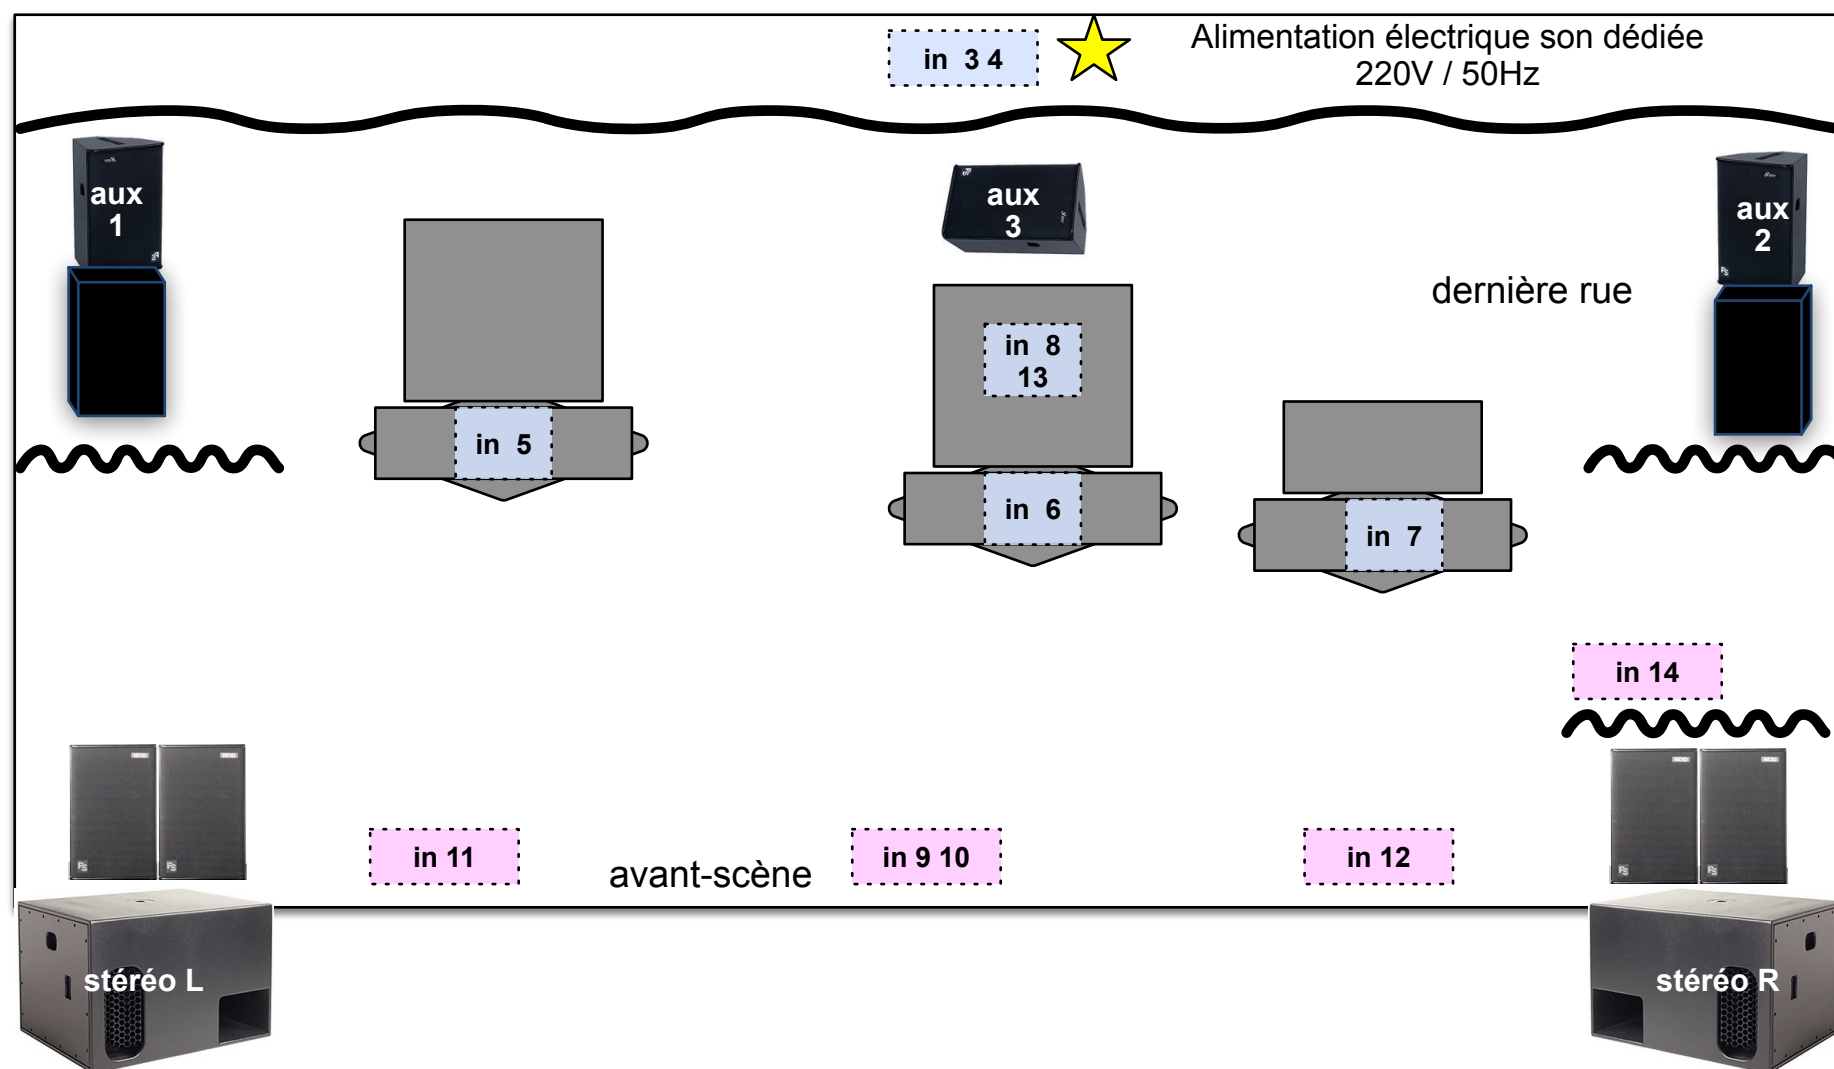 in 3 4
Alimentation électrique son dédiée
220V / 50Hz
aux
1
aux
3
aux
2
dernière rue
in 8
13
in 5
in 6
in 7
in 14
in 11
avant-scène
in 9 10
in 12
stéréo L
stéréo R